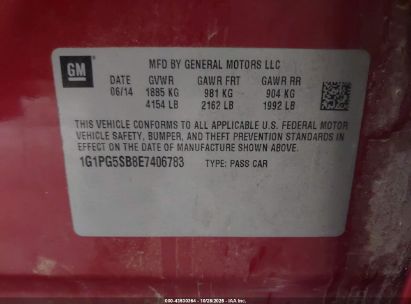 GM
MFD BY GENERAL MOTORS LLC
DATE GVWR GAWR FRT GAWR RR
06/14 1885 KG 981 KG 904 KG
4154 LB 2162 LB 1992 LB
THIS VEHICLE CONFORMS TO ALL APPLICABLE U.S. FEDERAL MOTOR
VEHICLE SAFETY, BUMPER, AND THEFT PREVENTION STANDARDS
IN EFFECT ON THE DATE OF MANUFACTURE SHOWN ABOVE.
1G1PG5SB8E7406783 TYPE: PASS CAR